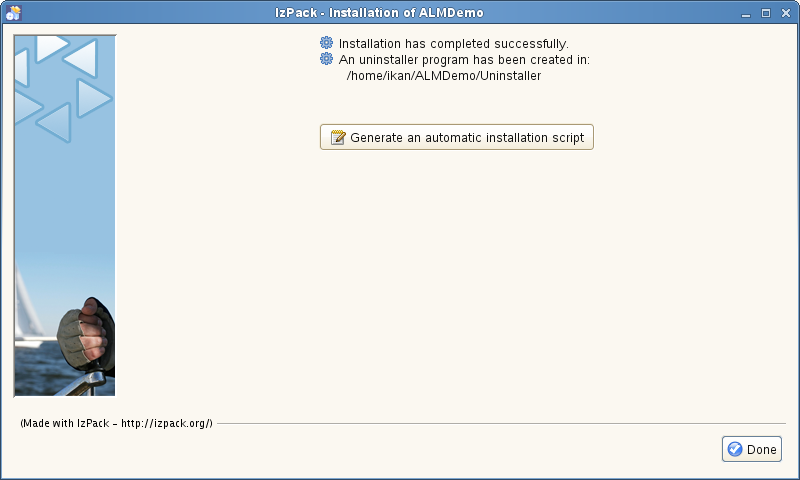 IzPack - Installation of ALMDemo
Installation has completed successfully.
An uninstaller program has been created in:
/home/ikan/ALMDemo/Uninstaller
Generate an automatic installation script
(Made with IzPack - http://izpack.org/)
Done